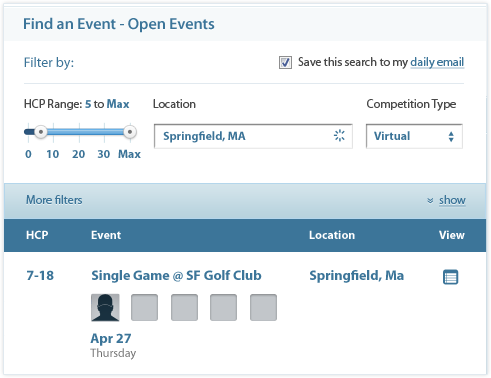 Find an Event - Open Events
Filter by:
Save this search to my daily email
HCP Range: 5 to Max
Location
Competition Type
Springfield, MA
Virtual
0 10 20 30 Max
More filters
show
HCP Event Location View
7-18 Single Game @ SF Golf Club Springfield, Ma
Apr 27
Thursday